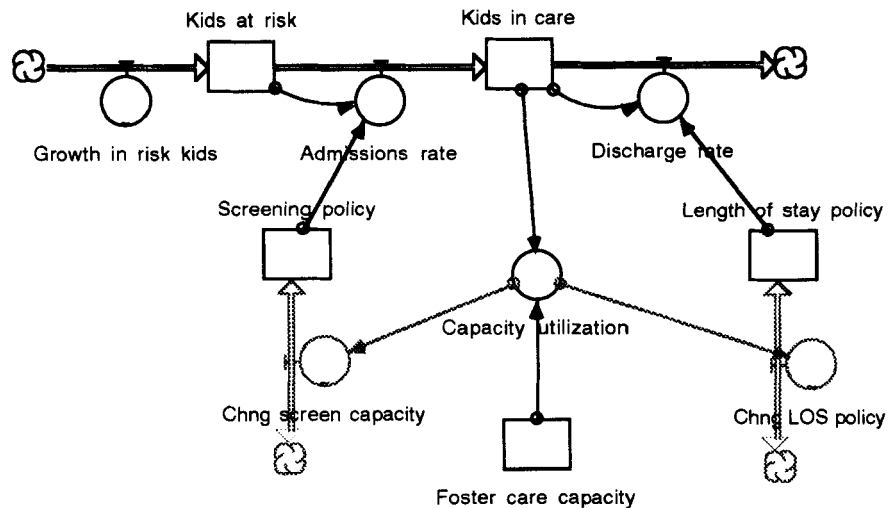 Kids at risk
Kids in care
Growth in risk kids
Admissions rate
Discharge rate
Screening policy
Length of stay policy
Capacity utilization
Chng screen capacity
Chng LOS policy
Foster care capacity